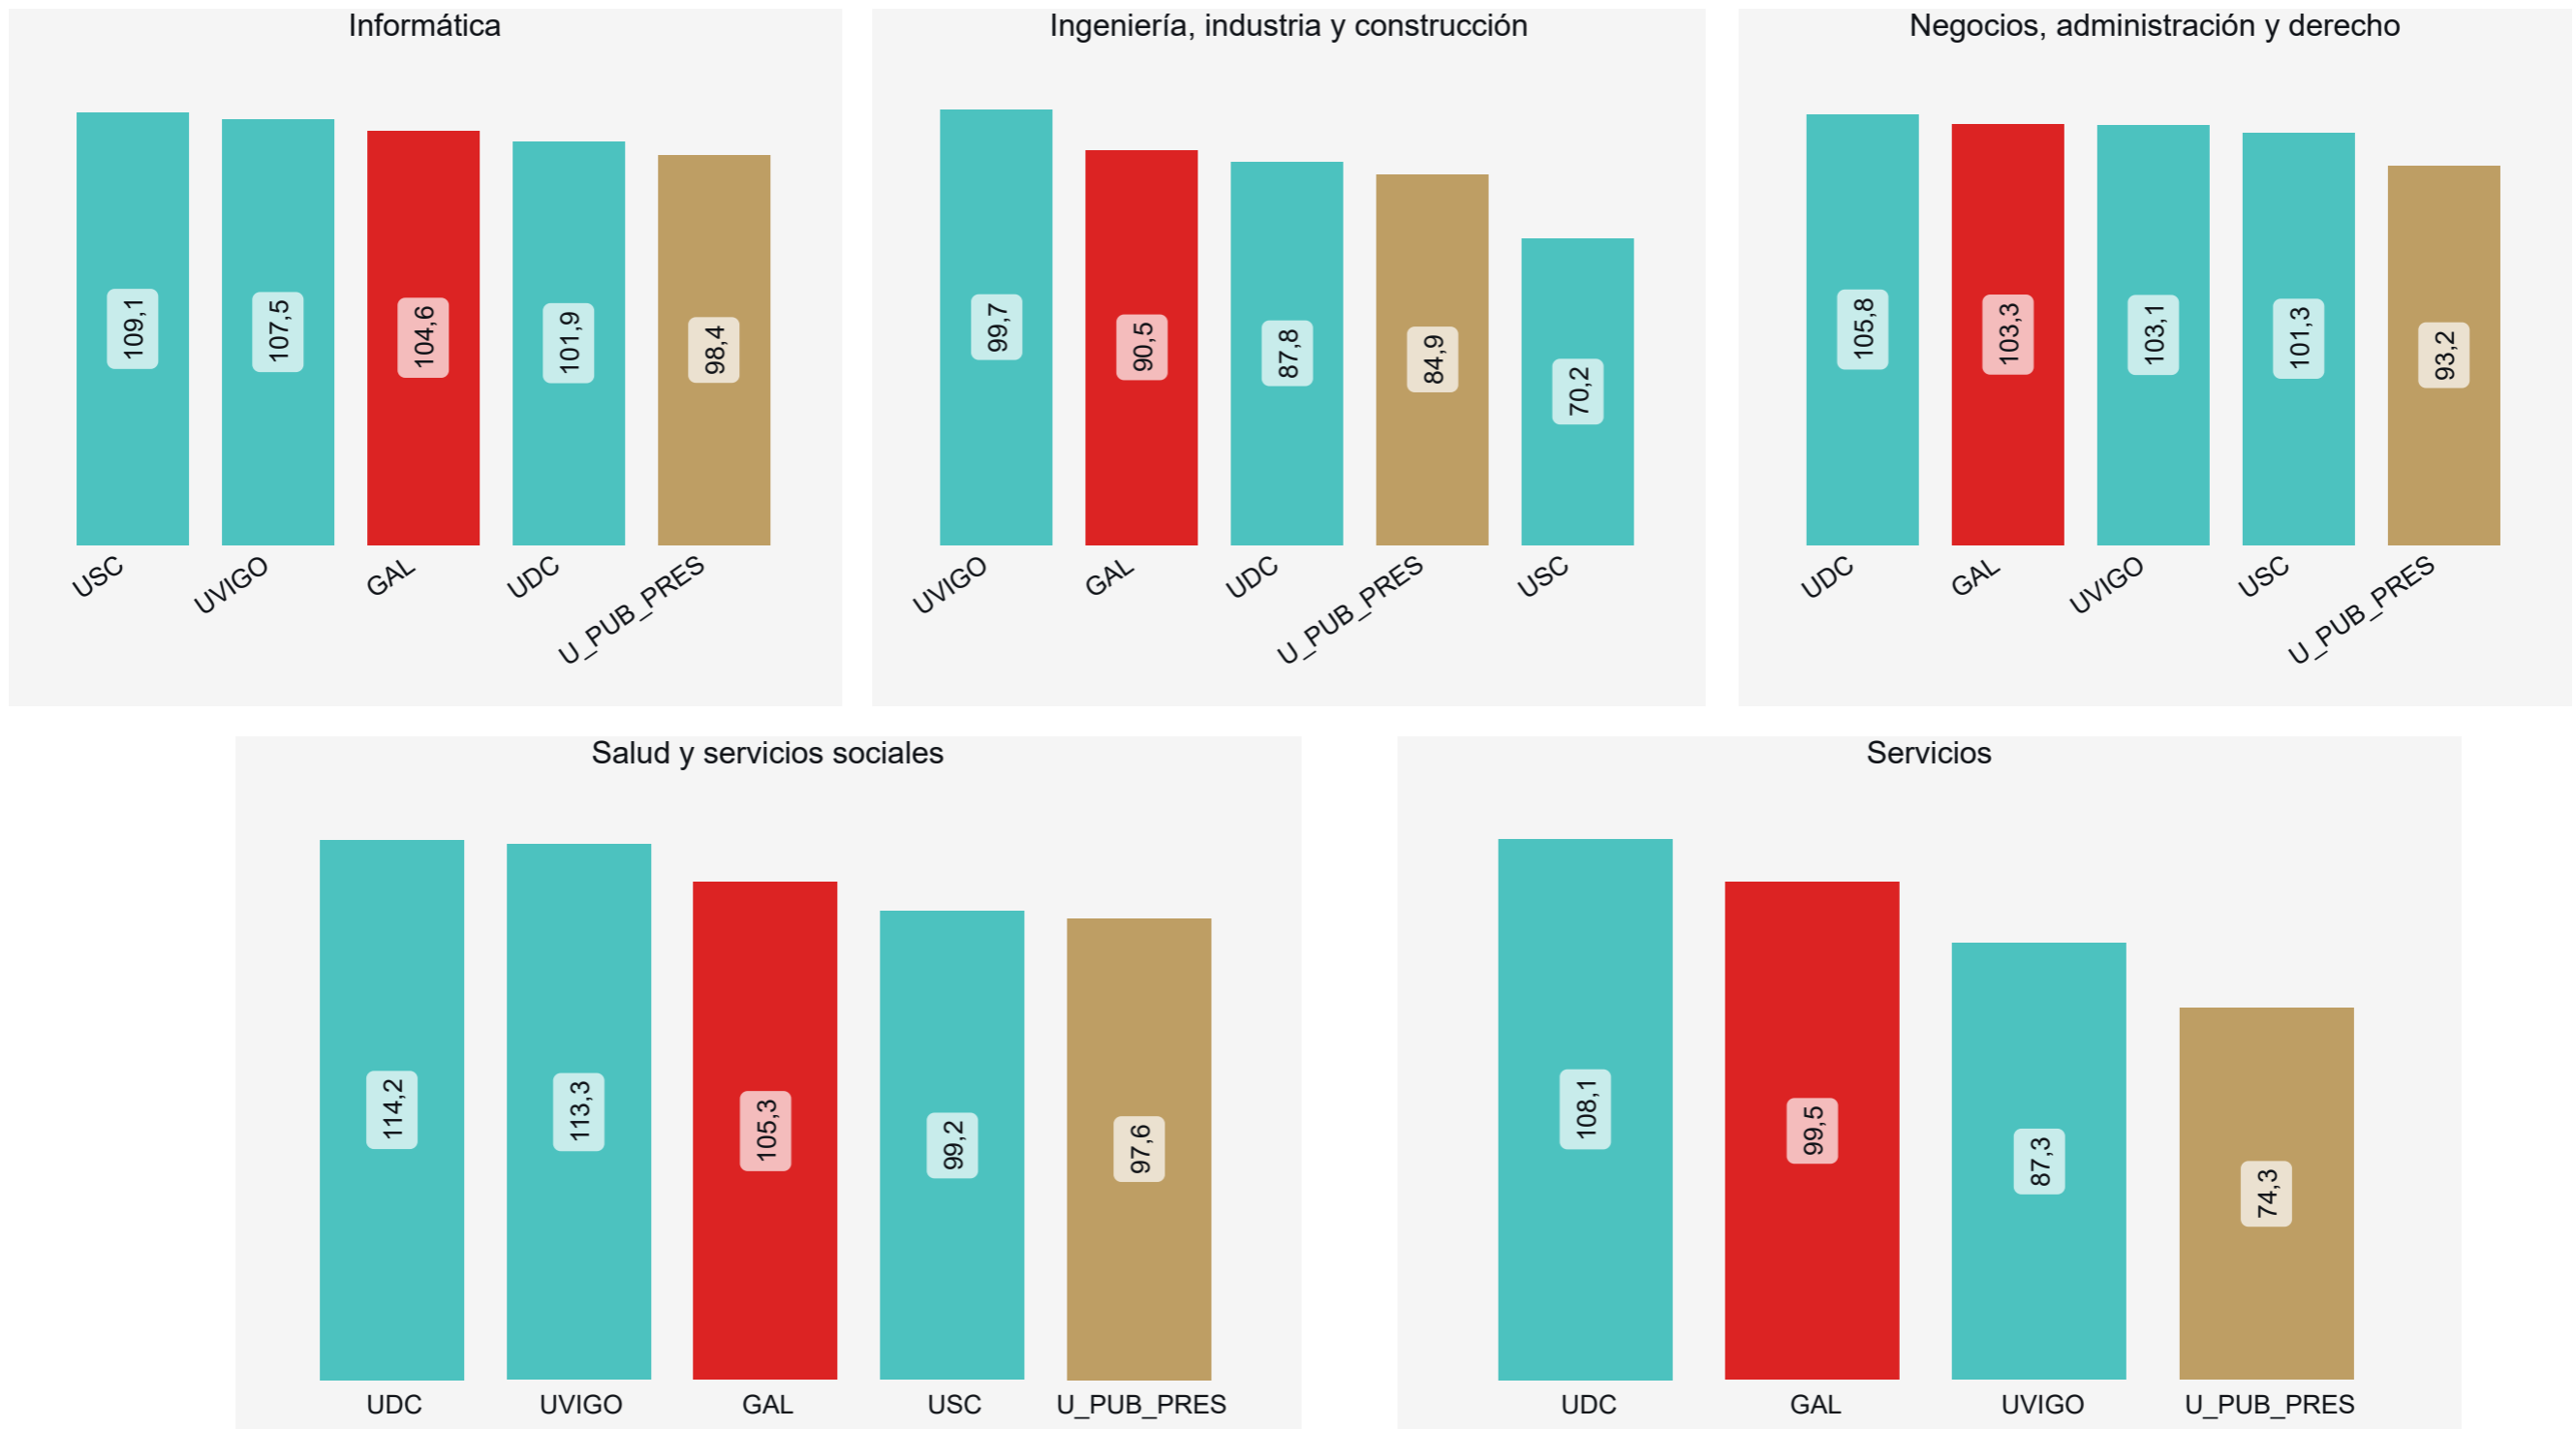 Informática
109,1
107,5
104,6
101,9
98,4
USC
UVIGO
GAL
UDC
U_PUB_PRES
Ingeniería, industria y construcción
99,7
90,5
87,8
84,9
70,2
UVIGO
GAL
UDC
U_PUB_PRES
USC
Negocios, administración y derecho
105,8
103,3
103,1
101,3
93,2
UDC
GAL
UVIGO
USC
U_PUB_PRES
Salud y servicios sociales
114,2
113,3
105,3
99,2
97,6
UDC
UVIGO
GAL
USC
U_PUB_PRES
Servicios
108,1
99,5
87,3
74,3
UDC
GAL
UVIGO
U_PUB_PRES